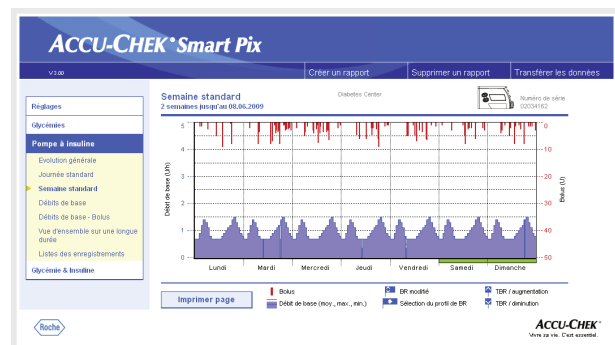 ACCU-CHEK® Smart Pix
V3.00
Créer un rapport
Supprimer un rapport
Transférer les données
Réglages
Glycémies
Pompe à insuline
Evolution générale
Journée standard
Semaine standard
Débits de base
Débits de base - Bolus
Vue d'ensemble sur une longue
durée
Listes des enregistrements
Glycémie & Insuline
Semaine standard
2 semaines jusqu'au 08.06.2009
Diabetes Center
Numéro de série
02034182
Débit de base (U/h)
5
4
3
2
1
0
Bolus (U)
0
10
20
30
40
50
Lundi
Mardi
Mercredi
Jeudi
Vendredi
Samedi
Dimanche
Imprimer page
Bolus
Débit de base (moy., max., min.)
BR modifié
Sélection du profil de BR
TBR / augmentation
TBR / diminution
Roche
ACCU-CHEK®
Vivre sa vie. C'est essentiel.